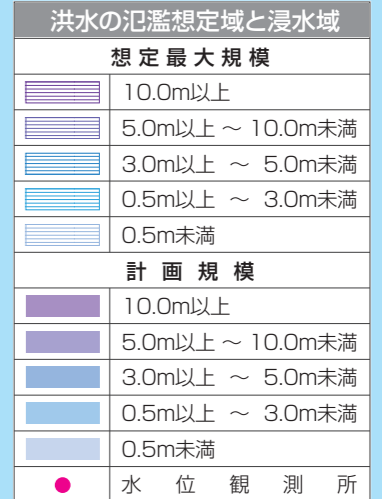 洪水の氾濫想定域と浸水域
想定最大規模
10.0m以上
5.0m以上 ～ 10.0m未満
3.0m以上 ～ 5.0m未満
0.5m以上 ～ 3.0m未満
0.5m未満
計画規模
10.0m以上
5.0m以上 ～ 10.0m未満
3.0m以上 ～ 5.0m未満
0.5m以上 ～ 3.0m未満
0.5m未満
水位観測所